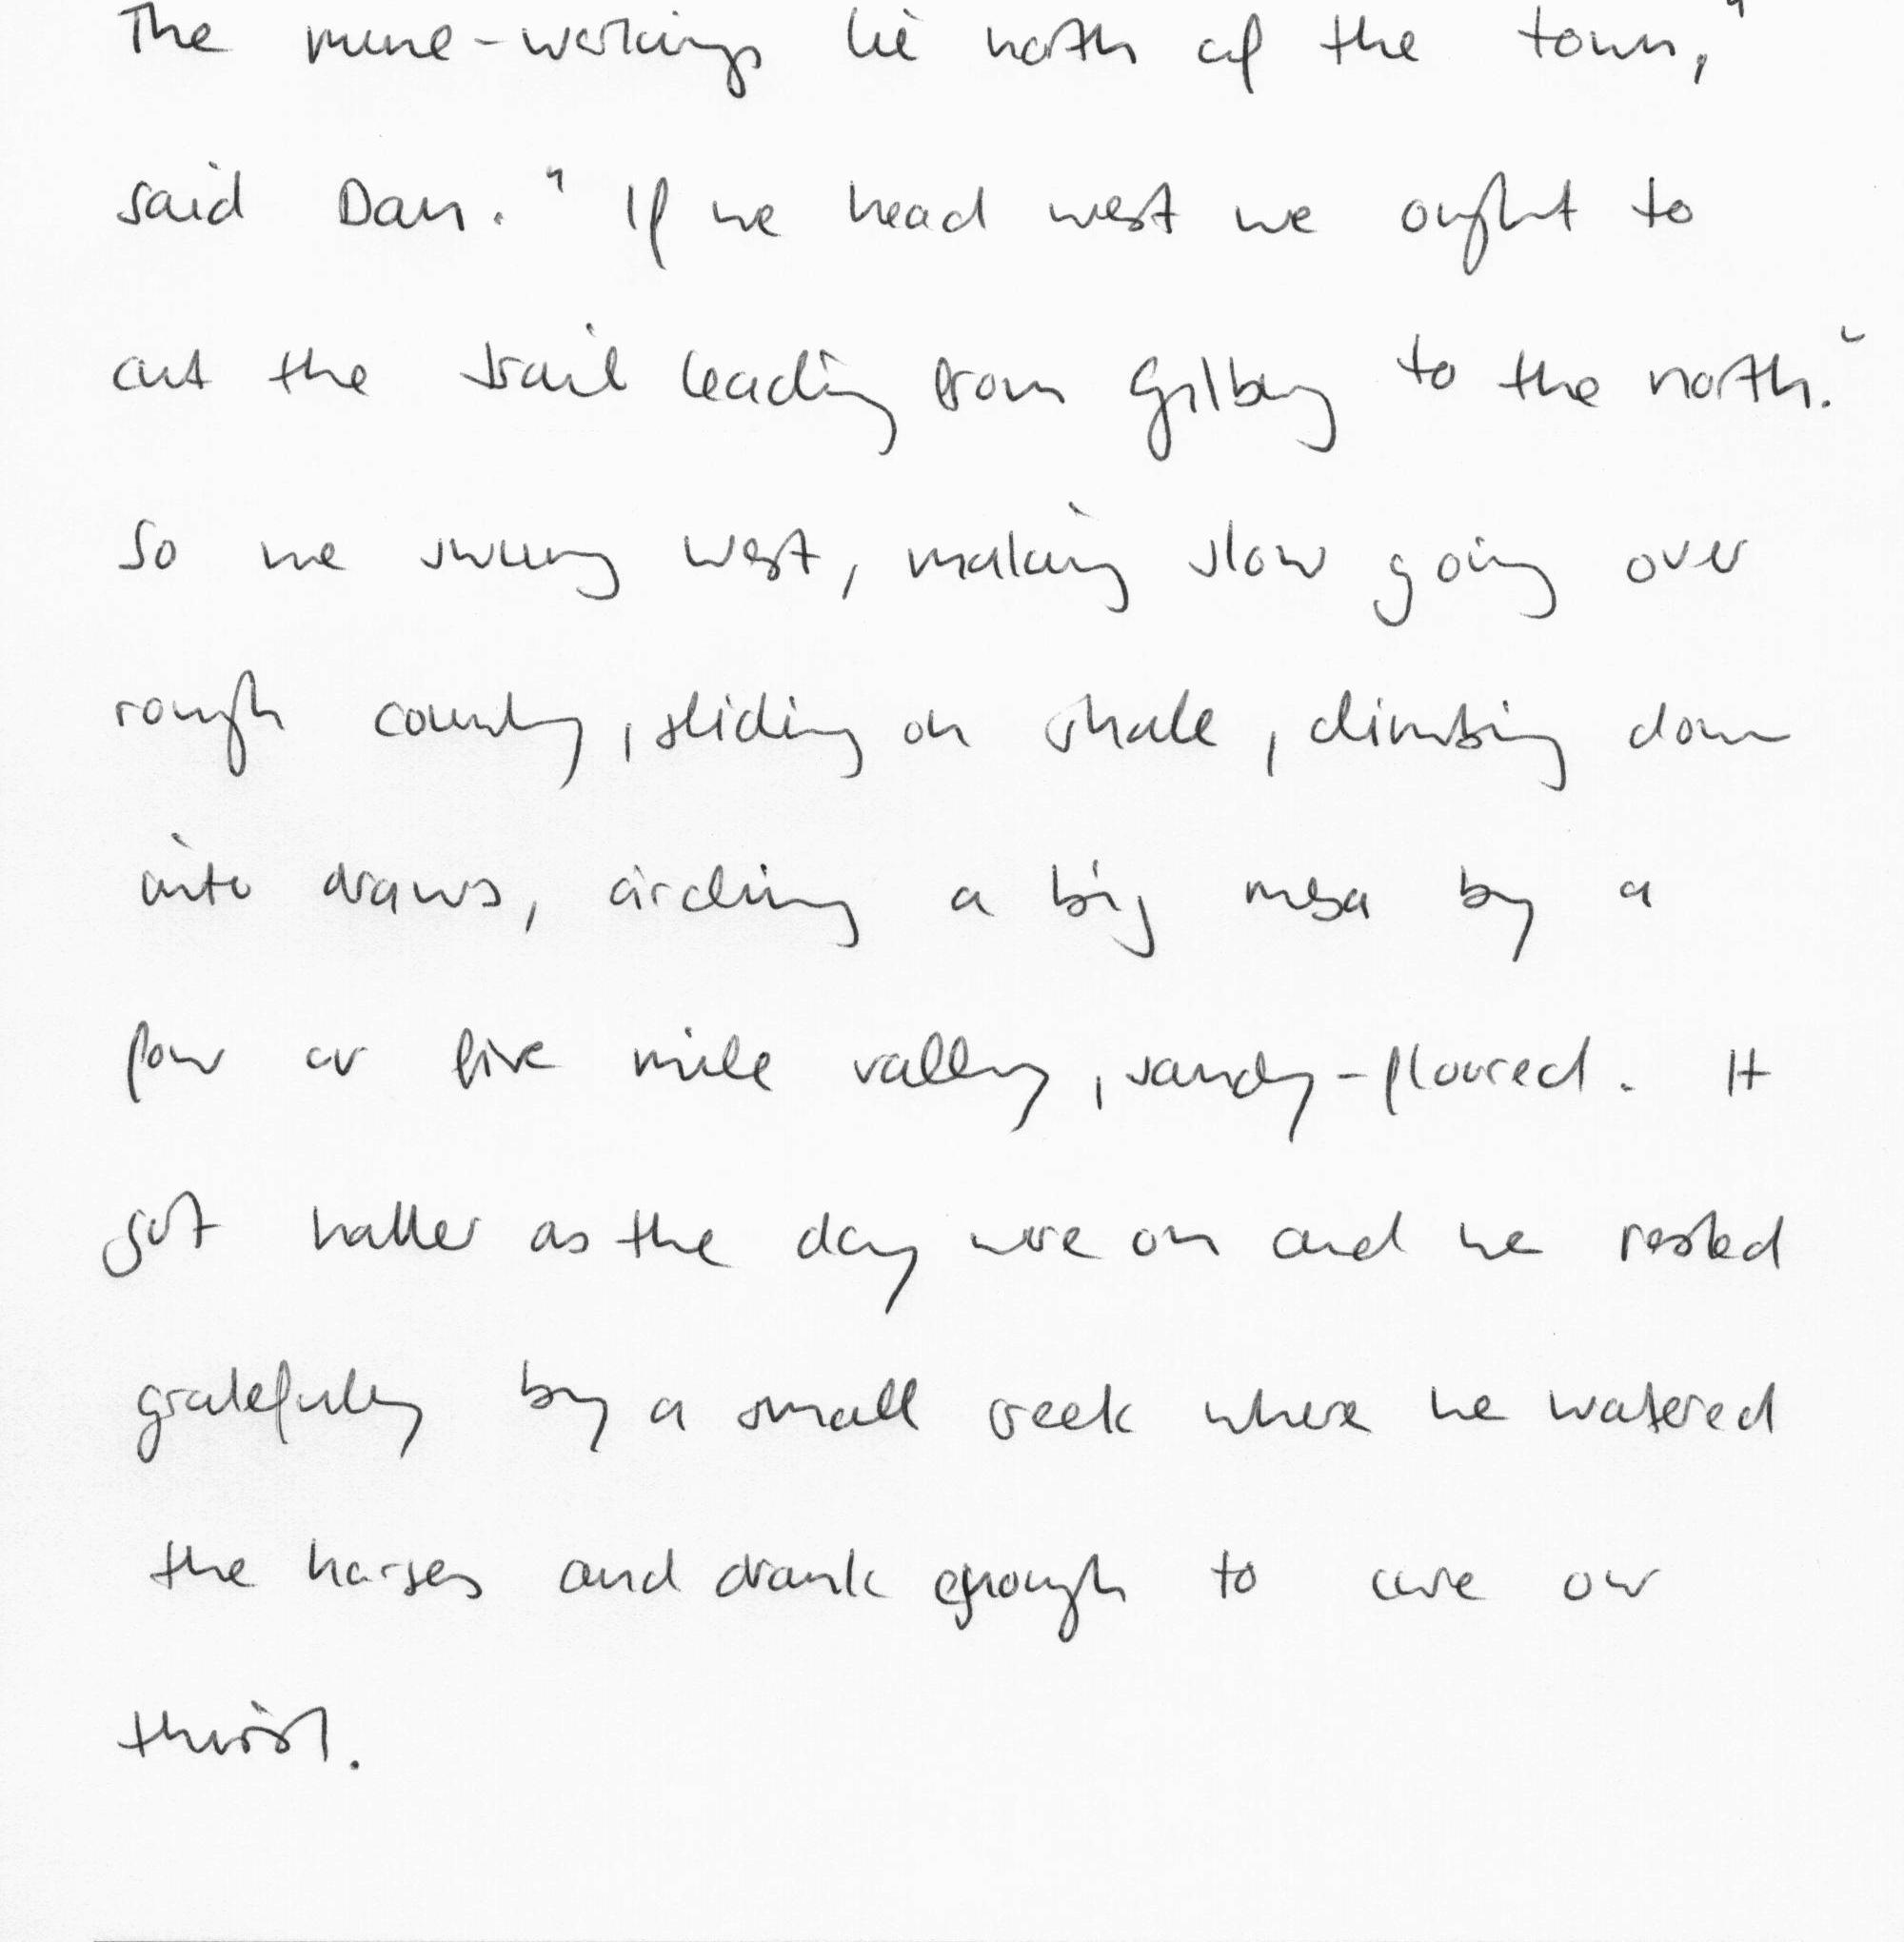 The mine-workings lie north of the town,"
said Dan. "If we head west we ought to
cut the trail leading from Gilbey to the north."
So we swung west, making slow going over
rough country, sliding on shale, climbing down
into draws, circling a big mesa by a
four or five mile valley, sandy-floored. It
got hotter as the day wore on and we rested
gratefully by a small creek where we watered
the horses and drank enough to cure our
thirst.